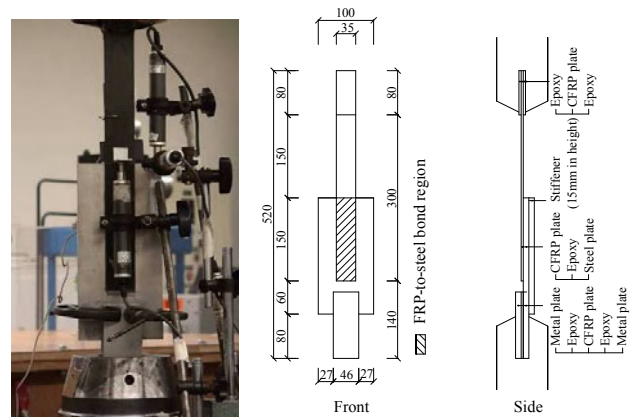 100
35
80
150
150
60
80
520
80
300
140
27
46
27
FRP-to-steel bond region
Front
Epoxy
CFRP plate
Epoxy
Stiffener
(15mm in height)
CFRP plate
Epoxy
Steel plate
Metal plate
Epoxy
CFRP plate
Epoxy
Metal plate
Side